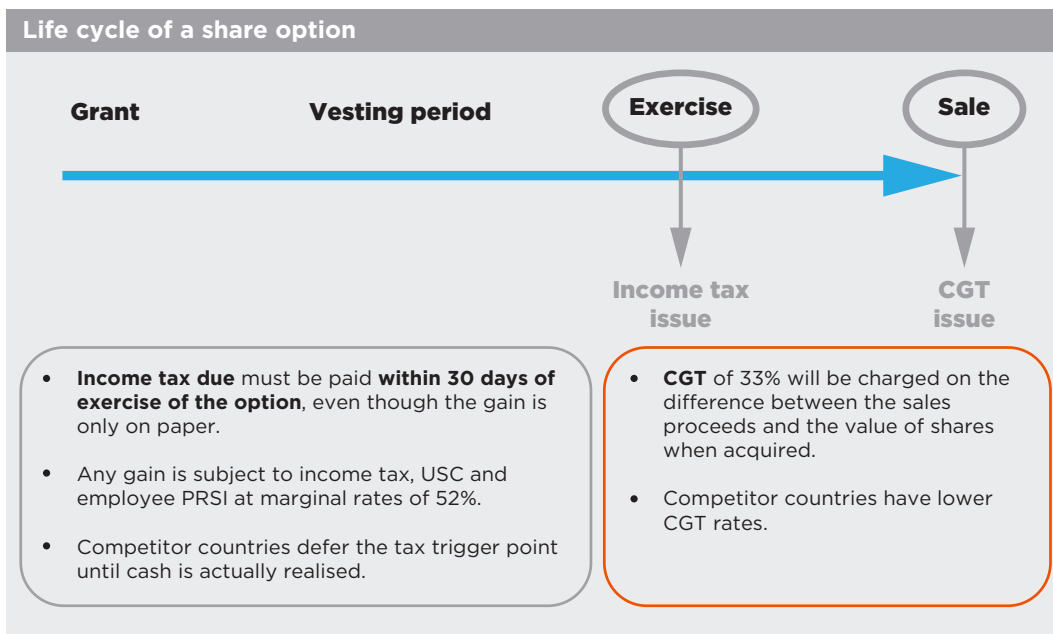 Life cycle of a share option
Grant
Vesting period
Exercise
Sale
Income tax
issue
CGT
issue
• Income tax due must be paid within 30 days of
exercise of the option, even though the gain is
only on paper.
• Any gain is subject to income tax, USC and
employee PRSI at marginal rates of 52%.
• Competitor countries defer the tax trigger point
until cash is actually realised.
• CGT of 33% will be charged on the
difference between the sales
proceeds and the value of shares
when acquired.
• Competitor countries have lower
CGT rates.